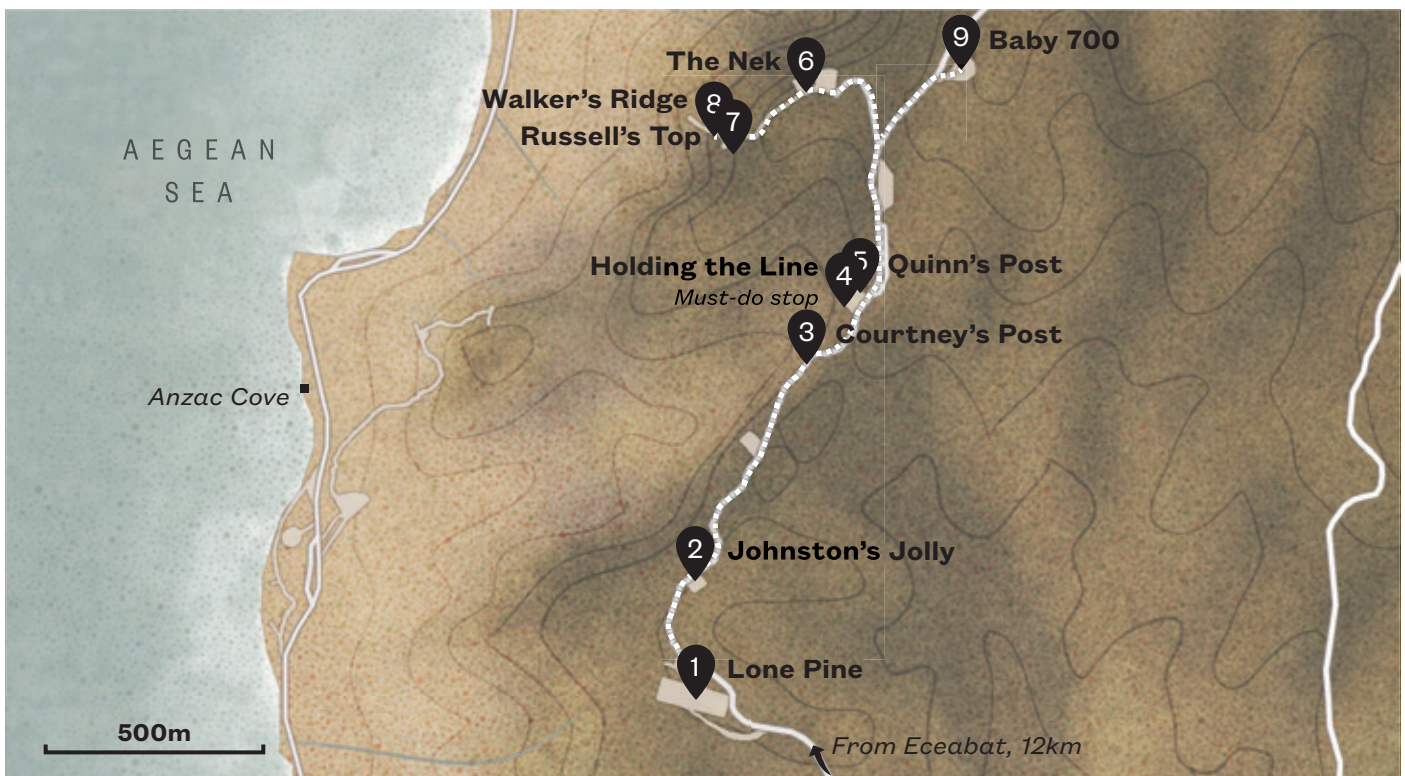 9 Baby 700
The Nek 6
Walker's Ridge 8
7
Russell's Top
AEGEAN
SEA
Holding the Line 4
5 Quinn's Post
Must-do stop
3 Courtney's Post
Anzac Cove
2 Johnston's Jolly
1 Lone Pine
500m
From Eceabat, 12km